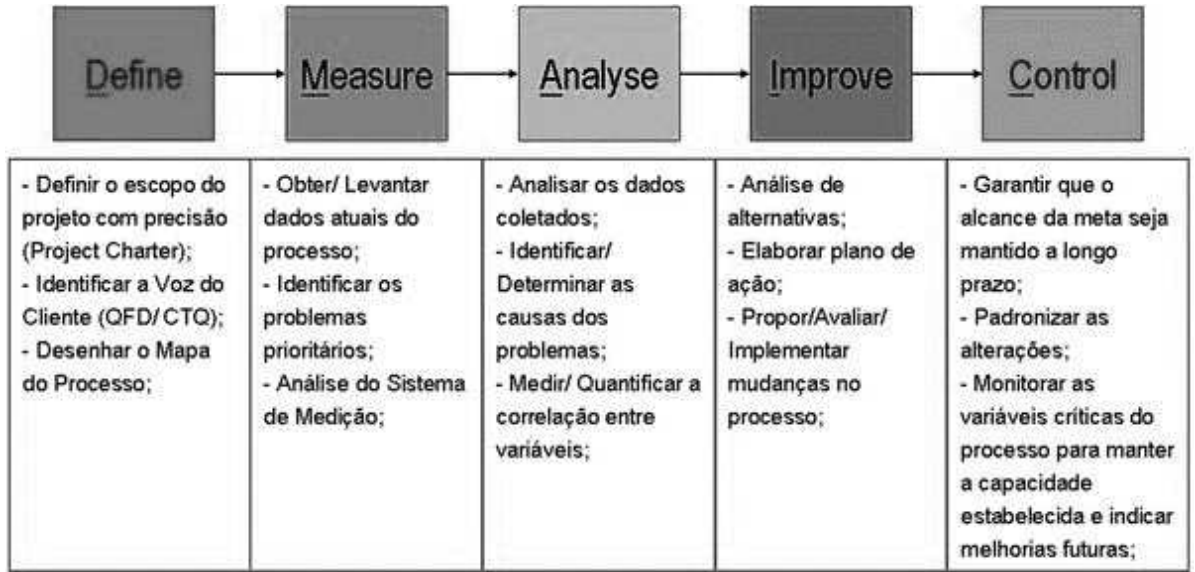 Define
Measure
Analyse
Improve
Control
- Definir o escopo do
projeto com precisão
(Project Charter);
- Identificar a Voz do
Cliente (QFD/ CTQ);
- Desenhar o Mapa
do Processo;
- Obter/ Levantar
dados atuais do
processo;
- Identificar os
problemas
prioritários;
- Análise do Sistema
de Medição;
- Analisar os dados
coletados;
- Identificar/
Determinar as
causas dos
problemas;
- Medir/ Quantificar a
correlação entre
variáveis;
- Análise de
alternativas;
- Elaborar plano de
ação;
- Propor/Avaliar/
Implementar
mudanças no
processo;
- Garantir que o
alcance da meta seja
mantido a longo
prazo;
- Padronizar as
alterações;
- Monitorar as
variáveis críticas do
processo para manter
a capacidade
estabelecida e indicar
melhorias futuras;